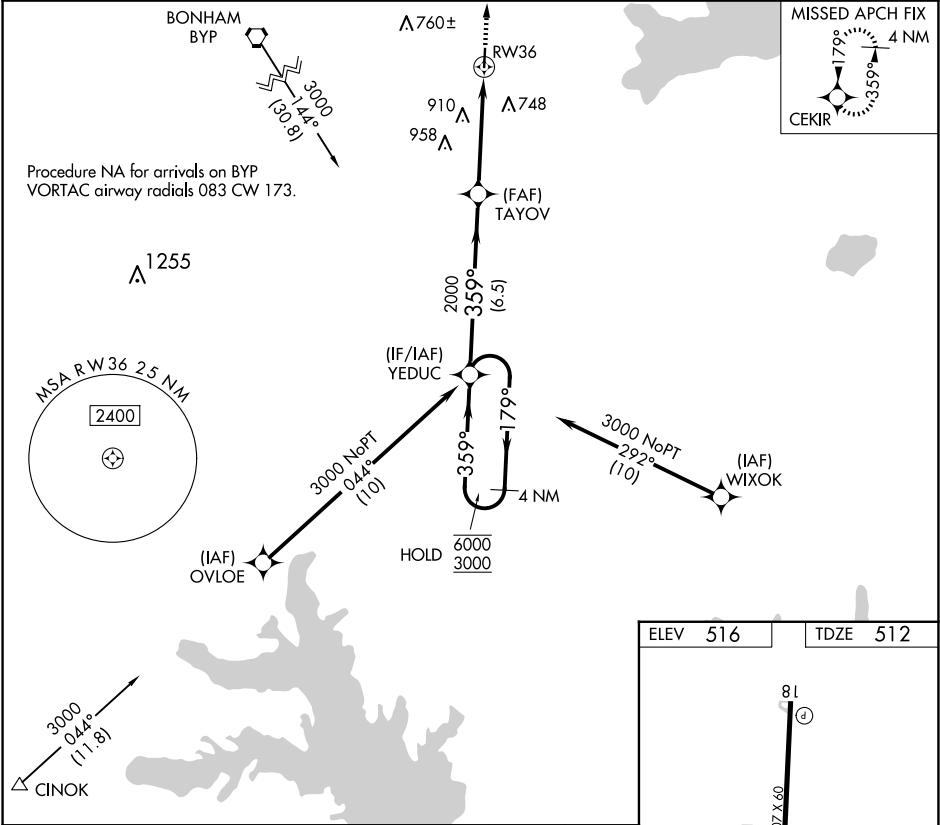 BONHAM
BYP
3000
144°
(30.8)
760±
RW36
910
748
958
MISSED APCH FIX
4 NM
179°
359°
CEKIR
Procedure NA for arrivals on BYP
VORTAC airway radials 083 CW 173.
(FAF)
TAYOV
1255
2000
359°
(6.5)
(IF/IAF)
YEDUC
MSA RW36 25 NM
2400
3000 NoPT
044°
(10)
359°
179°
4 NM
HOLD
6000
3000
3000 NoPT
292°
(10)
(IAF)
WIXOK
(IAF)
OVLOE
3000
044°
(11.8)
CINOK
ELEV 516
TDZE 512
18
P
X 60